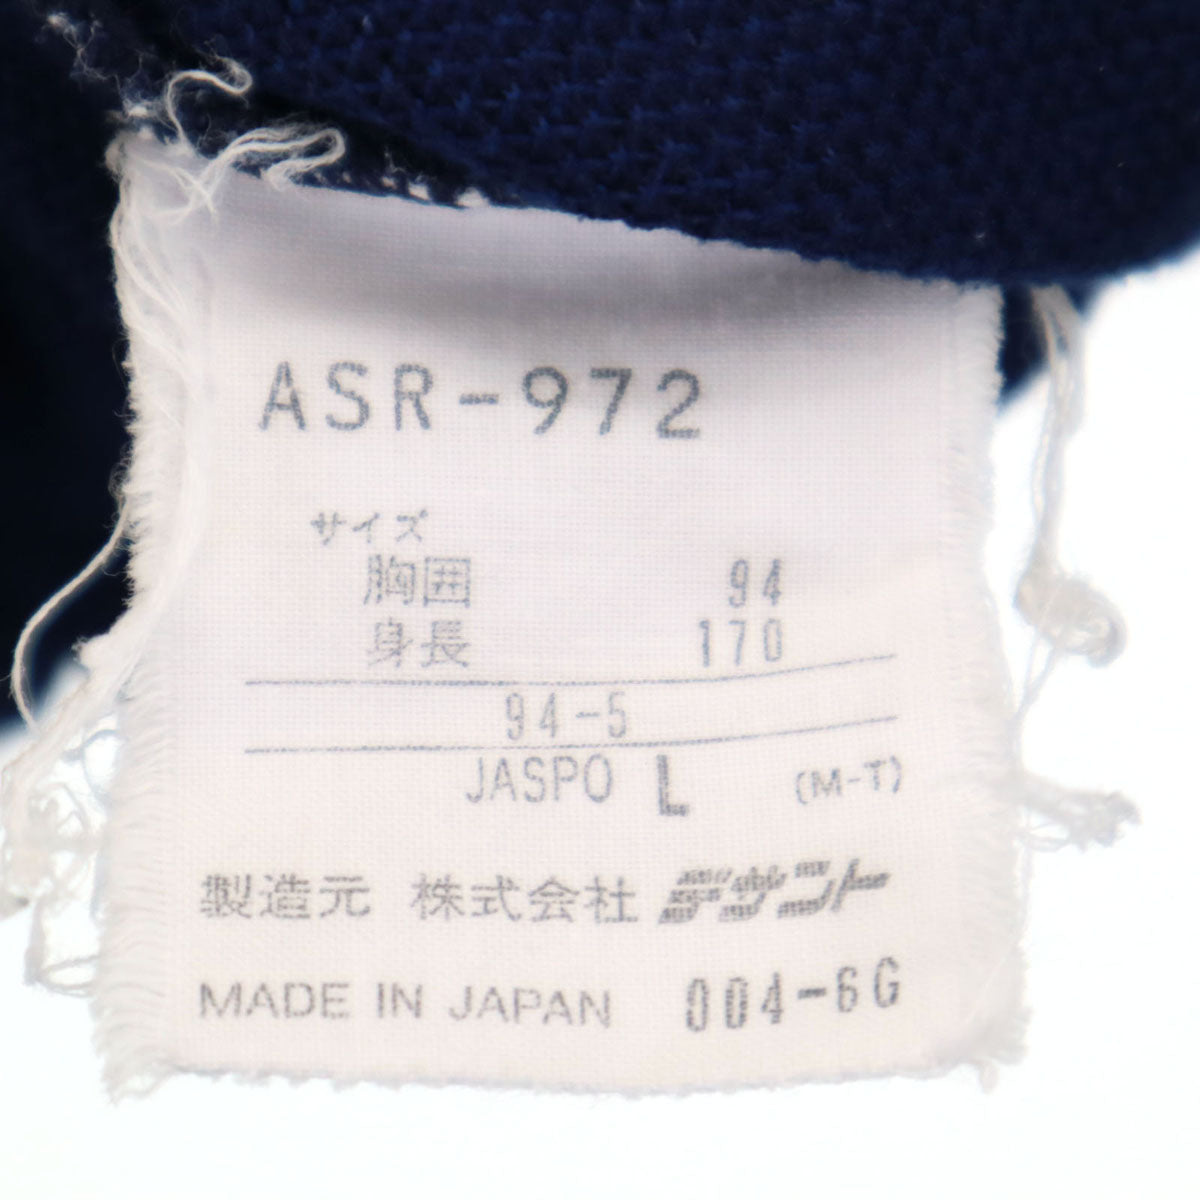 ASR-972
サイズ
胸囲 94
身長 170
94-5
JASPO L (M-T)
製造元 株式会社デサント
MADE IN JAPAN 004-6G